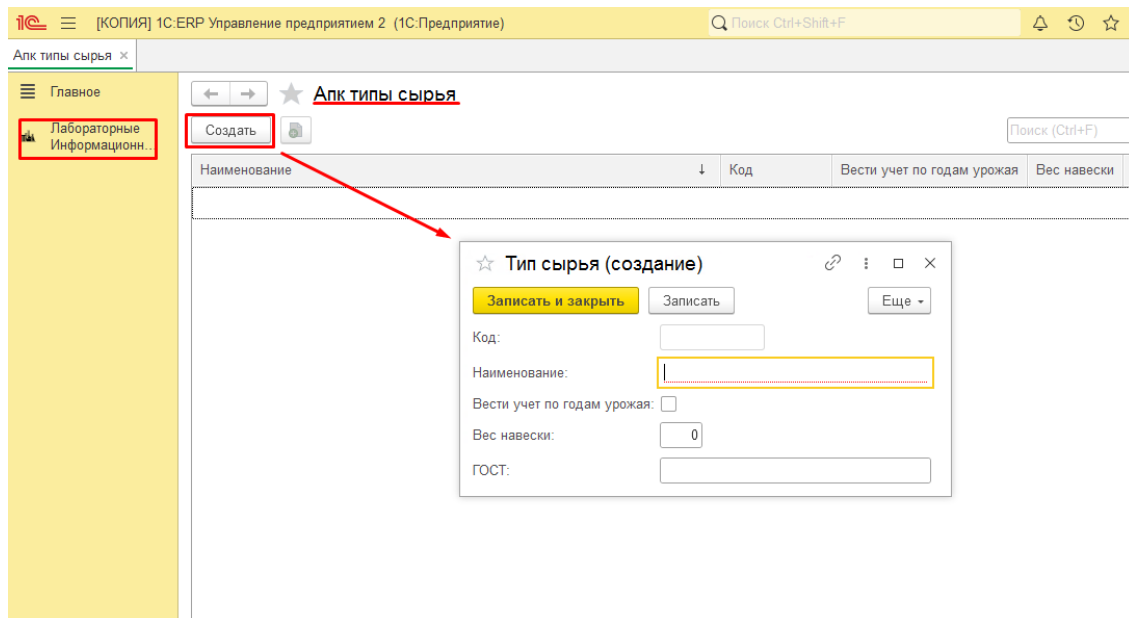 1С [КОПИЯ] 1С:ERP Управление предприятием 2 (1С:Предприятие) Поиск Ctrl+Shift+F
Апк типы сырья ×
Главное
Лабораторные
Информационн..
Апк типы сырья
Создать Поиск (Ctrl+F)
Наименование ↓ Код Вести учет по годам урожая Вес навески
Тип сырья (создание)
Записать и закрыть Записать Еще
Код:
Наименование:
Вести учет по годам урожая:
Вес навески: 0
ГОСТ: